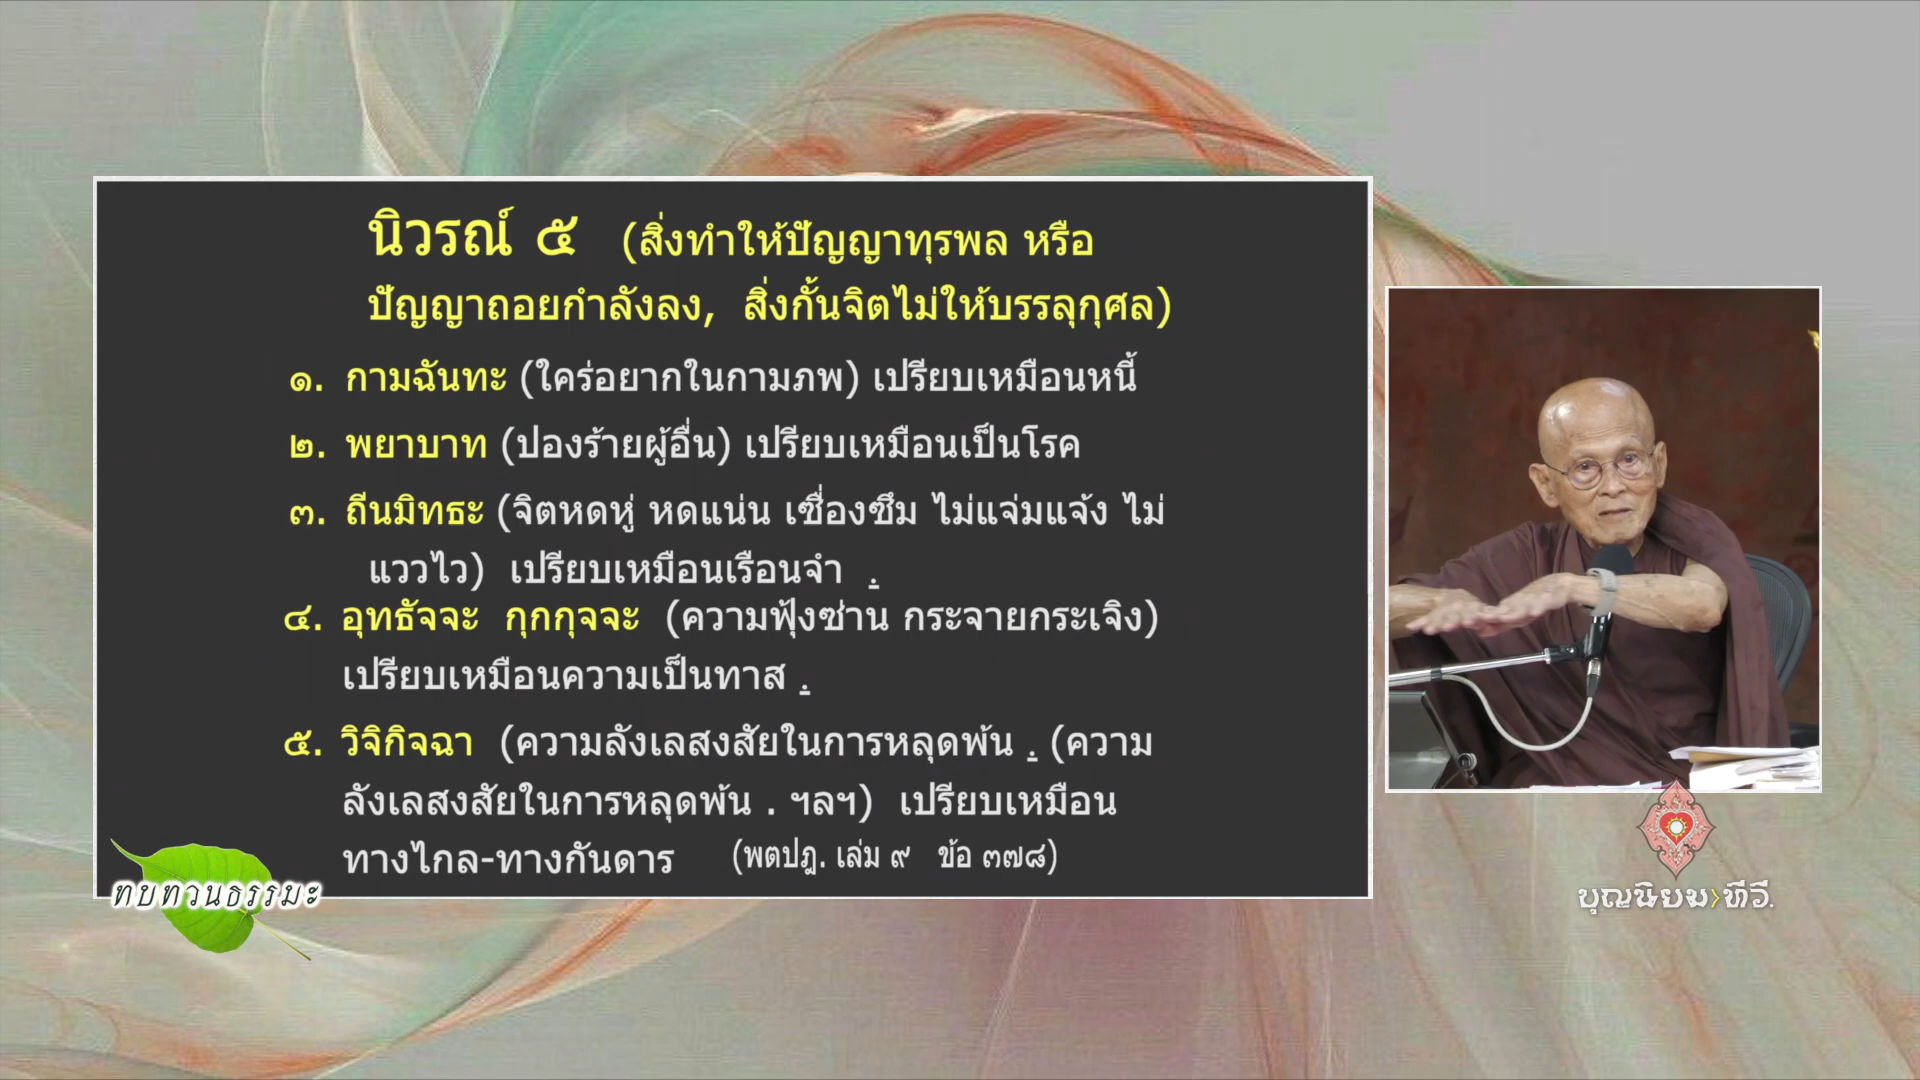 นิวรณ์ ๕ (สิ่งทำให้ปัญญาทุรพล หรือ
ปัญญาถอยกำลังลง, สิ่งกั้นจิตไม่ให้บรรลุกุศล)
๑. กามฉันทะ (ใคร่อยากในกามภพ) เปรียบเหมือนหนี้
๒. พยาบาท (ปองร้ายผู้อื่น) เปรียบเหมือนเป็นโรค
๓. ถีนมิทธะ (จิตหดหู่ หดแน่น เซื่องซึม ไม่แจ่มแจ้ง ไม่
แววไว) เปรียบเหมือนเรือนจำ .
๔. อุทธัจจะ กุกกุจจะ (ความฟุ้งซ่าน กระจายกระเจิง)
เปรียบเหมือนความเป็นทาส .
๕. วิจิกิจฉา (ความลังเลสงสัยในการหลุดพ้น . (ความ
ลังเลสงสัยในการหลุดพ้น . ฯลฯ) เปรียบเหมือน
ทางไกล-ทางกันดาร (พตปฎ. เล่ม ๙ ข้อ ๓๗๘)
ทบทวนธรรมะ
บุญนิยม>ทีวี.